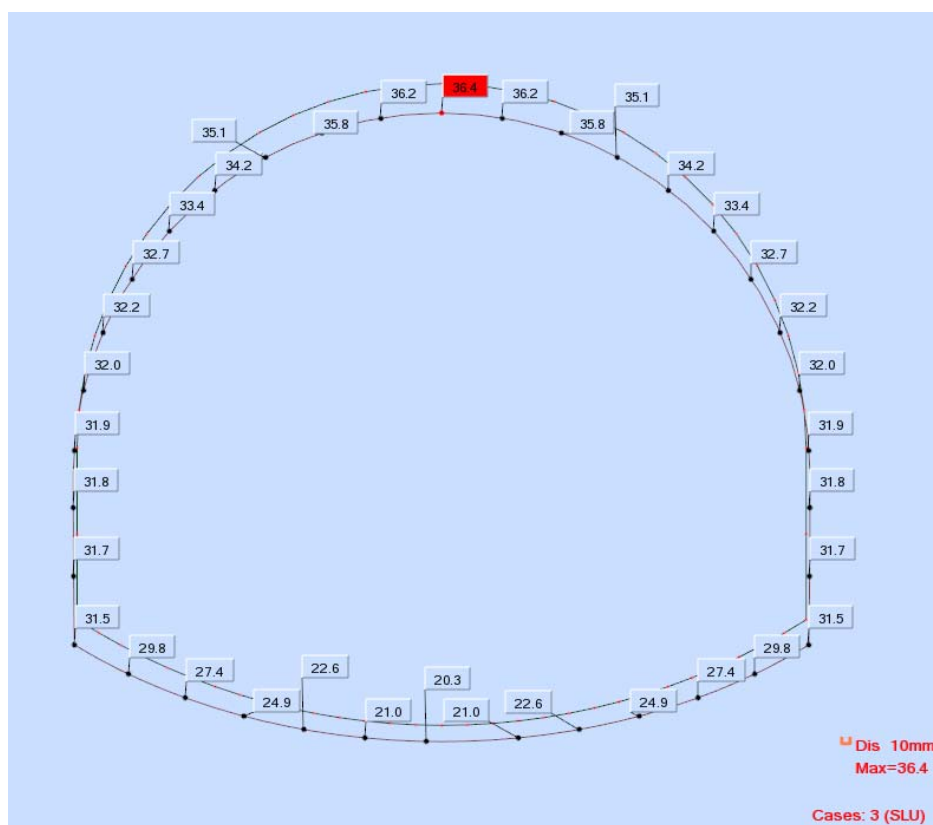 36.2 36.4 36.2
35.1
35.1 35.8 35.8
34.2 34.2
33.4 33.4
32.7 32.7
32.2 32.2
32.0 32.0
31.9 31.9
31.8 31.8
31.7 31.7
31.5 31.5
29.8 29.8
27.4 22.6 27.4
20.3
24.9 21.0 21.0 22.6 24.9
Dis 10mm
Max=36.4
Cases: 3 (SLU)